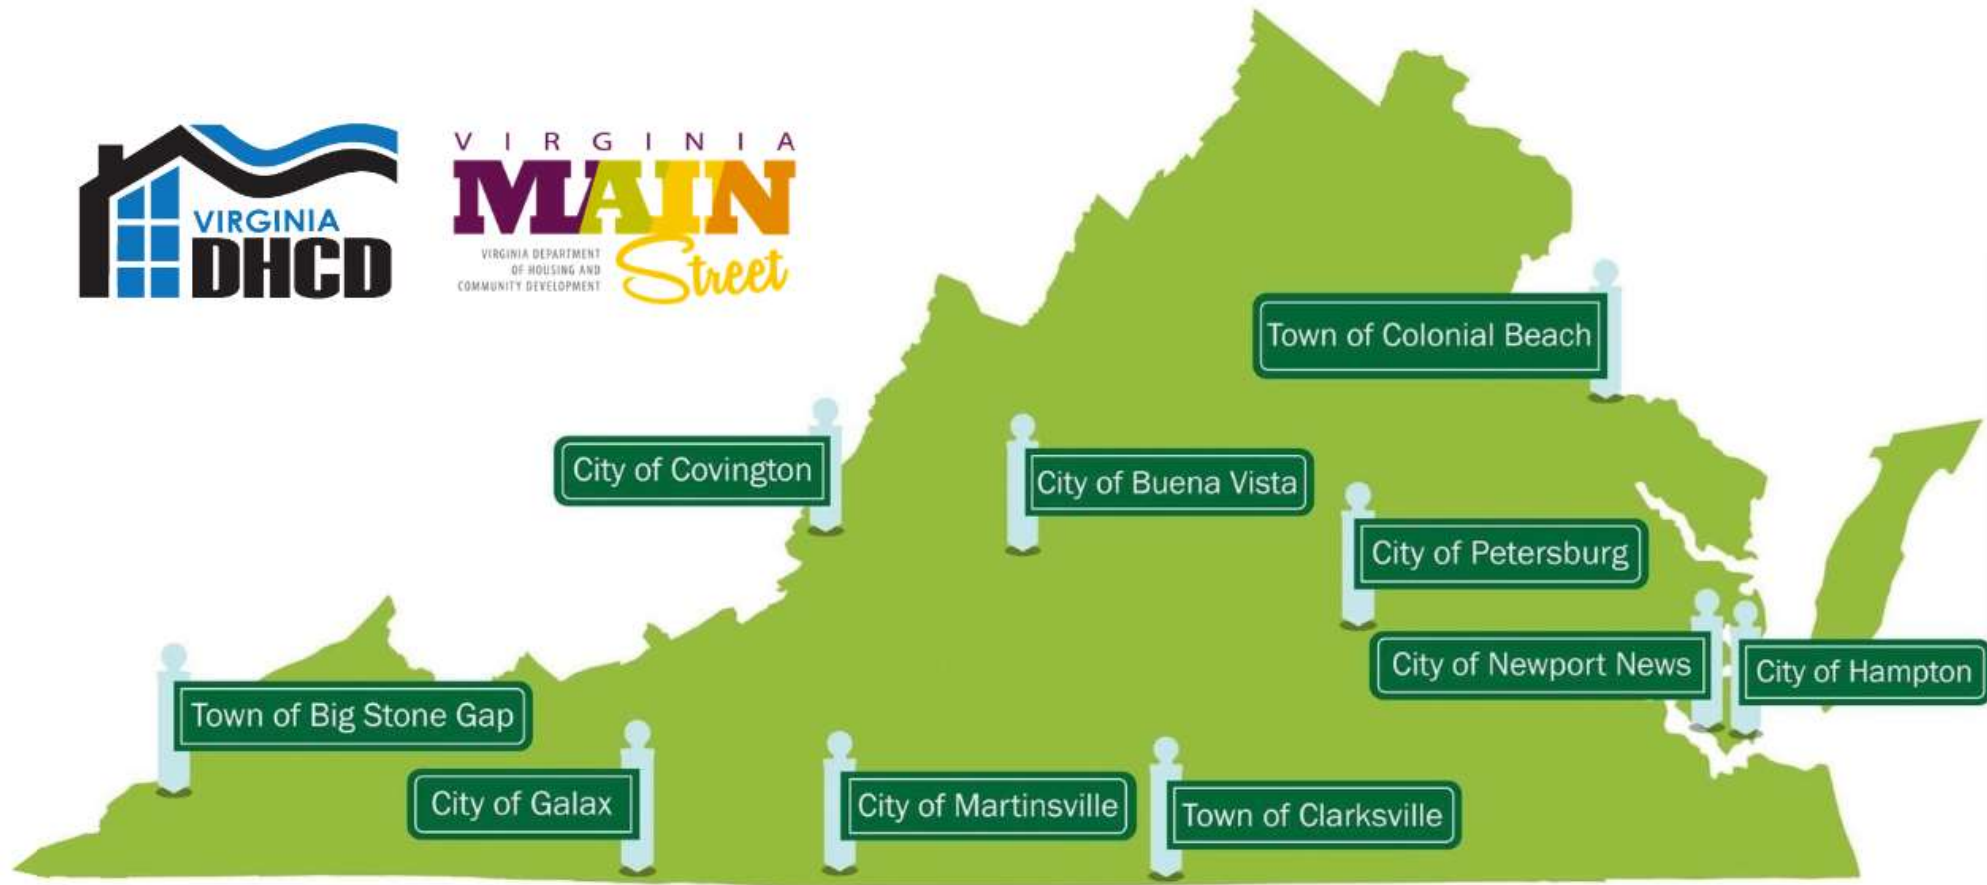 VIRGINIA
DHCD
VIRGINIA
MAIN
Street
VIRGINIA DEPARTMENT
OF HOUSING AND
COMMUNITY DEVELOPMENT
Town of Colonial Beach
City of Covington
City of Buena Vista
City of Petersburg
City of Newport News
City of Hampton
Town of Big Stone Gap
City of Galax
City of Martinsville
Town of Clarksville